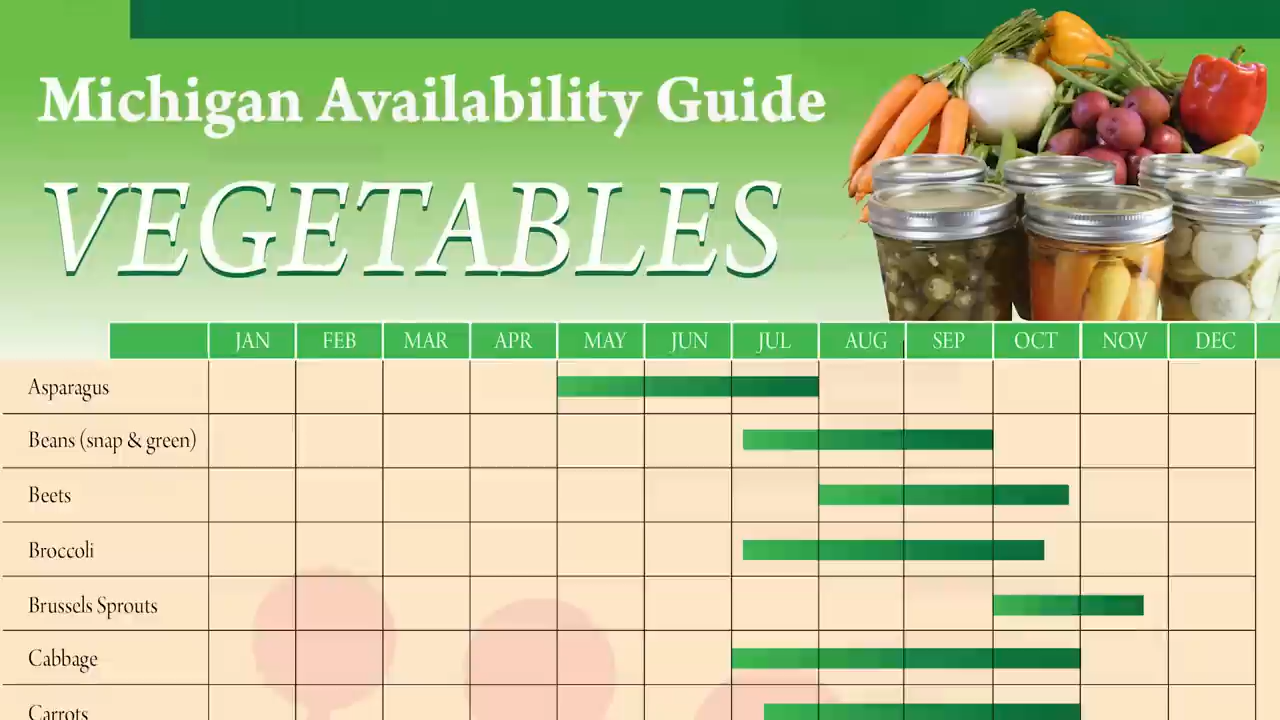 Michigan Availability Guide
VEGETABLES
JAN FEB MAR APR MAY JUN JUL AUG SEP OCT NOV DEC
Asparagus
Beans (snap & green)
Beets
Broccoli
Brussels Sprouts
Cabbage
Carrots